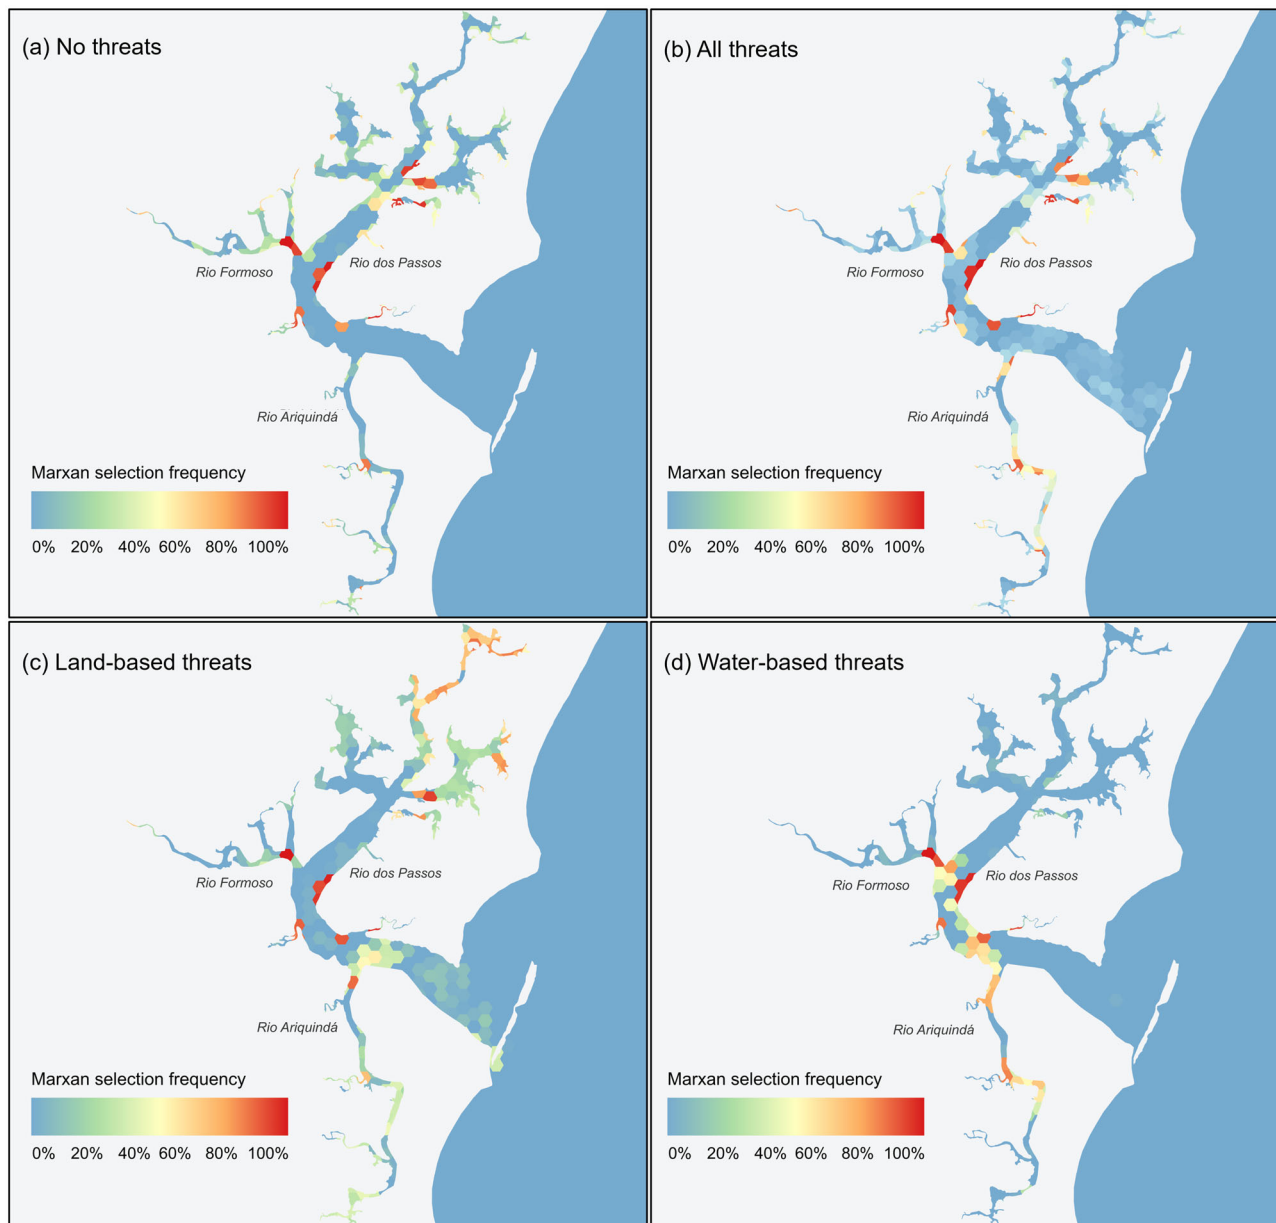 (a) No threats
Rio Formoso
Rio dos Passos
Rio Ariquindá
Marxan selection frequency
0% 20% 40% 60% 80% 100%
(b) All threats
Rio Formoso
Rio dos Passos
Rio Ariquindá
Marxan selection frequency
0% 20% 40% 60% 80% 100%
(c) Land-based threats
Rio Formoso
Rio dos Passos
Rio Ariquindá
Marxan selection frequency
0% 20% 40% 60% 80% 100%
(d) Water-based threats
Rio Formoso
Rio dos Passos
Rio Ariquindá
Marxan selection frequency
0% 20% 40% 60% 80% 100%